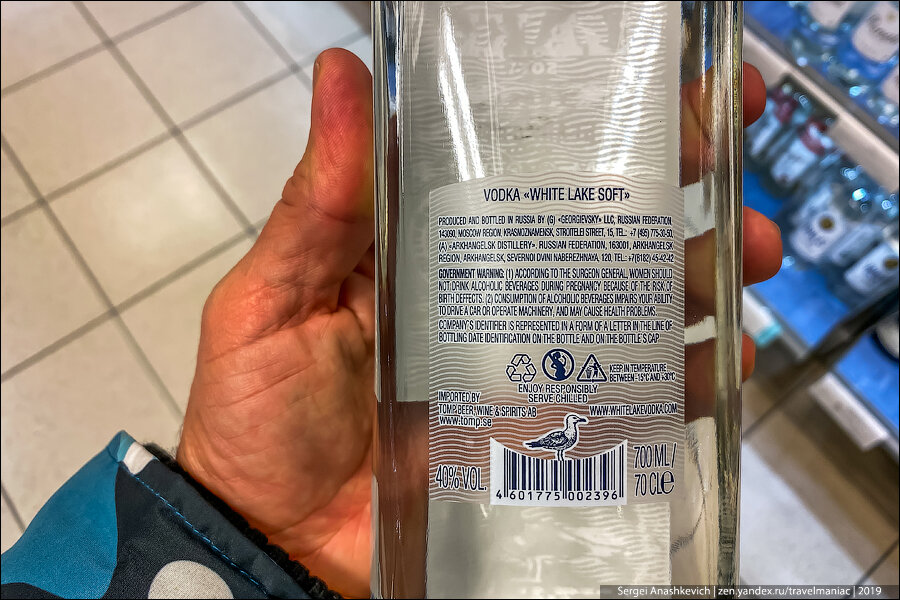 VODKA «WHITE LAKE SOFT»
PRODUCED AND BOTTLED IN RUSSIA BY (G) «GEORGIEVSKY» LLC, RUSSIAN FEDERATION,
143090, MOSCOW REGION, KRASNOZNAMENSK, STROITELEI STREET, 15, TEL.: +7 (495) 775-30-50,
(A) «ARKHANGELSK DISTILLERY». RUSSIAN FEDERATION, 163001, ARKHANGELSK
REGION, ARKHANGELSK, SEVERNOI DVINI NABEREZHNAYA, 120, TEL.: +7(8182) 45-42-42
GOVERNMENT WARNING: (1) ACCORDING TO THE SURGEON GENERAL, WOMEN SHOULD
NOT DRINK ALCOHOLIC BEVERAGES DURING PREGNANCY BECAUSE OF THE RISK OF
BIRTH DEFECTS. (2) CONSUMPTION OF ALCOHOLIC BEVERAGES IMPAIRS YOUR ABILITY
TO DRIVE A CAR OR OPERATE MACHINERY, AND MAY CAUSE HEALTH PROBLEMS.
COMPANY'S IDENTIFIER IS REPRESENTED IN A FORM OF A LETTER IN THE LINE OF
BOTTLING DATE IDENTIFICATION ON THE BOTTLE AND ON THE BOTTLE'S CAP.
KEEP IN TEMPERATURE
BETWEEN -15°C AND +30°C
ENJOY RESPONSIBLY
SERVE CHILLED
IMPORTED BY
TOMP BEER, WINE & SPIRITS AB
www.tomp.se
WWW.WHITELAKEVODKA.COM
40% VOL.
700 ML /
70 CL e
4 601775 002396
Sergei Anashkevich | zen.yandex.ru/travelmaniac | 2019